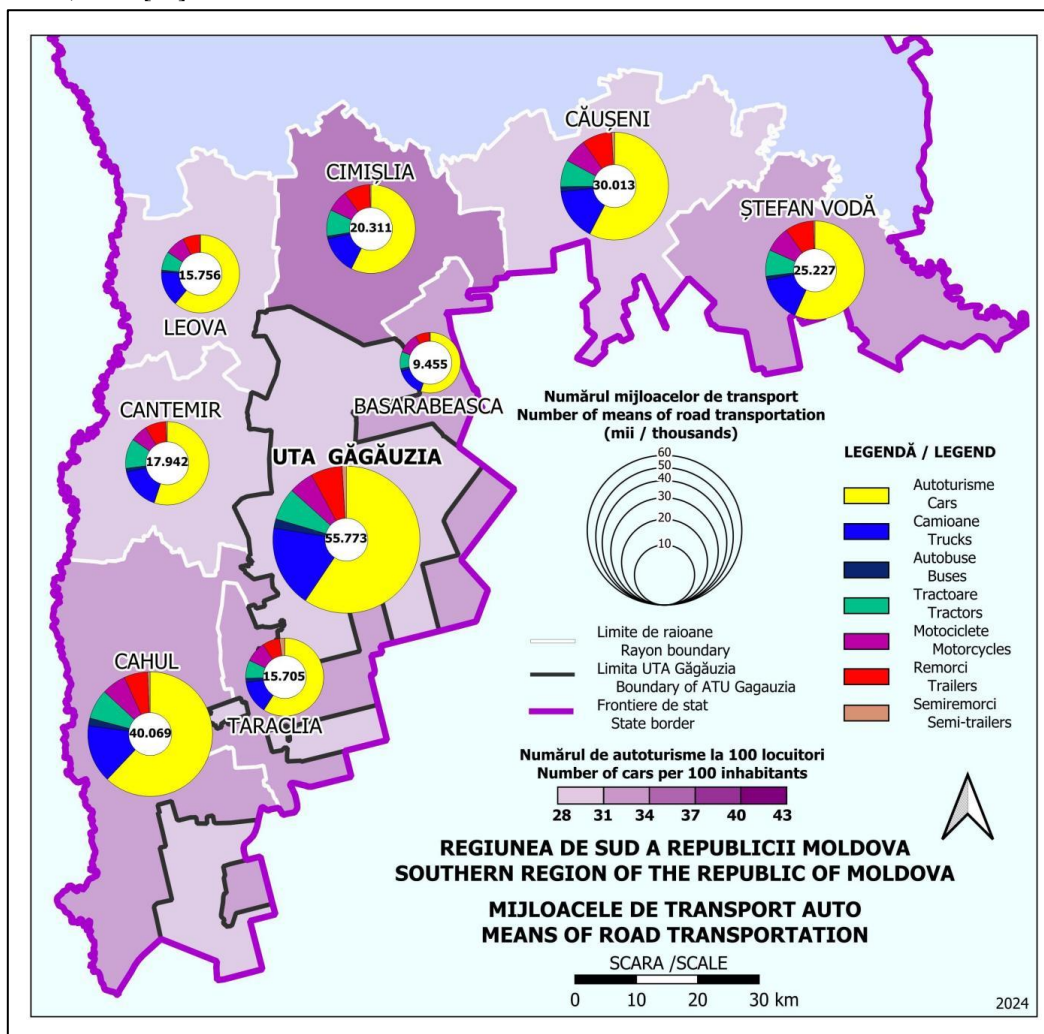 CĂUȘENI
30.013
CIMIȘLIA
20.311
ȘTEFAN VODĂ
25.227
15.756
LEOVA
9.455
BASARABEASCA
CANTEMIR
17.942
UTA GĂGĂUZIA
55.773
CAHUL
40.069
15.705
TARACLIA
Numărul mijloacelor de transport
Number of means of road transportation
(mii / thousands)
60
50
40
30
20
10
LEGENDĂ / LEGEND
Autoturisme
Cars
Camioane
Trucks
Autobuse
Buses
Tractoare
Tractors
Motociclete
Motorcycles
Remorci
Trailers
Semiremorci
Semi-trailers
Limite de raioane
Rayon boundary
Limita UTA Găgăuzia
Boundary of ATU Gagauzia
Frontiere de stat
State border
Numărul de autoturisme la 100 locuitori
Number of cars per 100 inhabitants
28 31 34 37 40 43
REGIUNEA DE SUD A REPUBLICII MOLDOVA
SOUTHERN REGION OF THE REPUBLIC OF MOLDOVA
MIJLOACELE DE TRANSPORT AUTO
MEANS OF ROAD TRANSPORTATION
SCARA /SCALE
0 10 20 30 km
2024